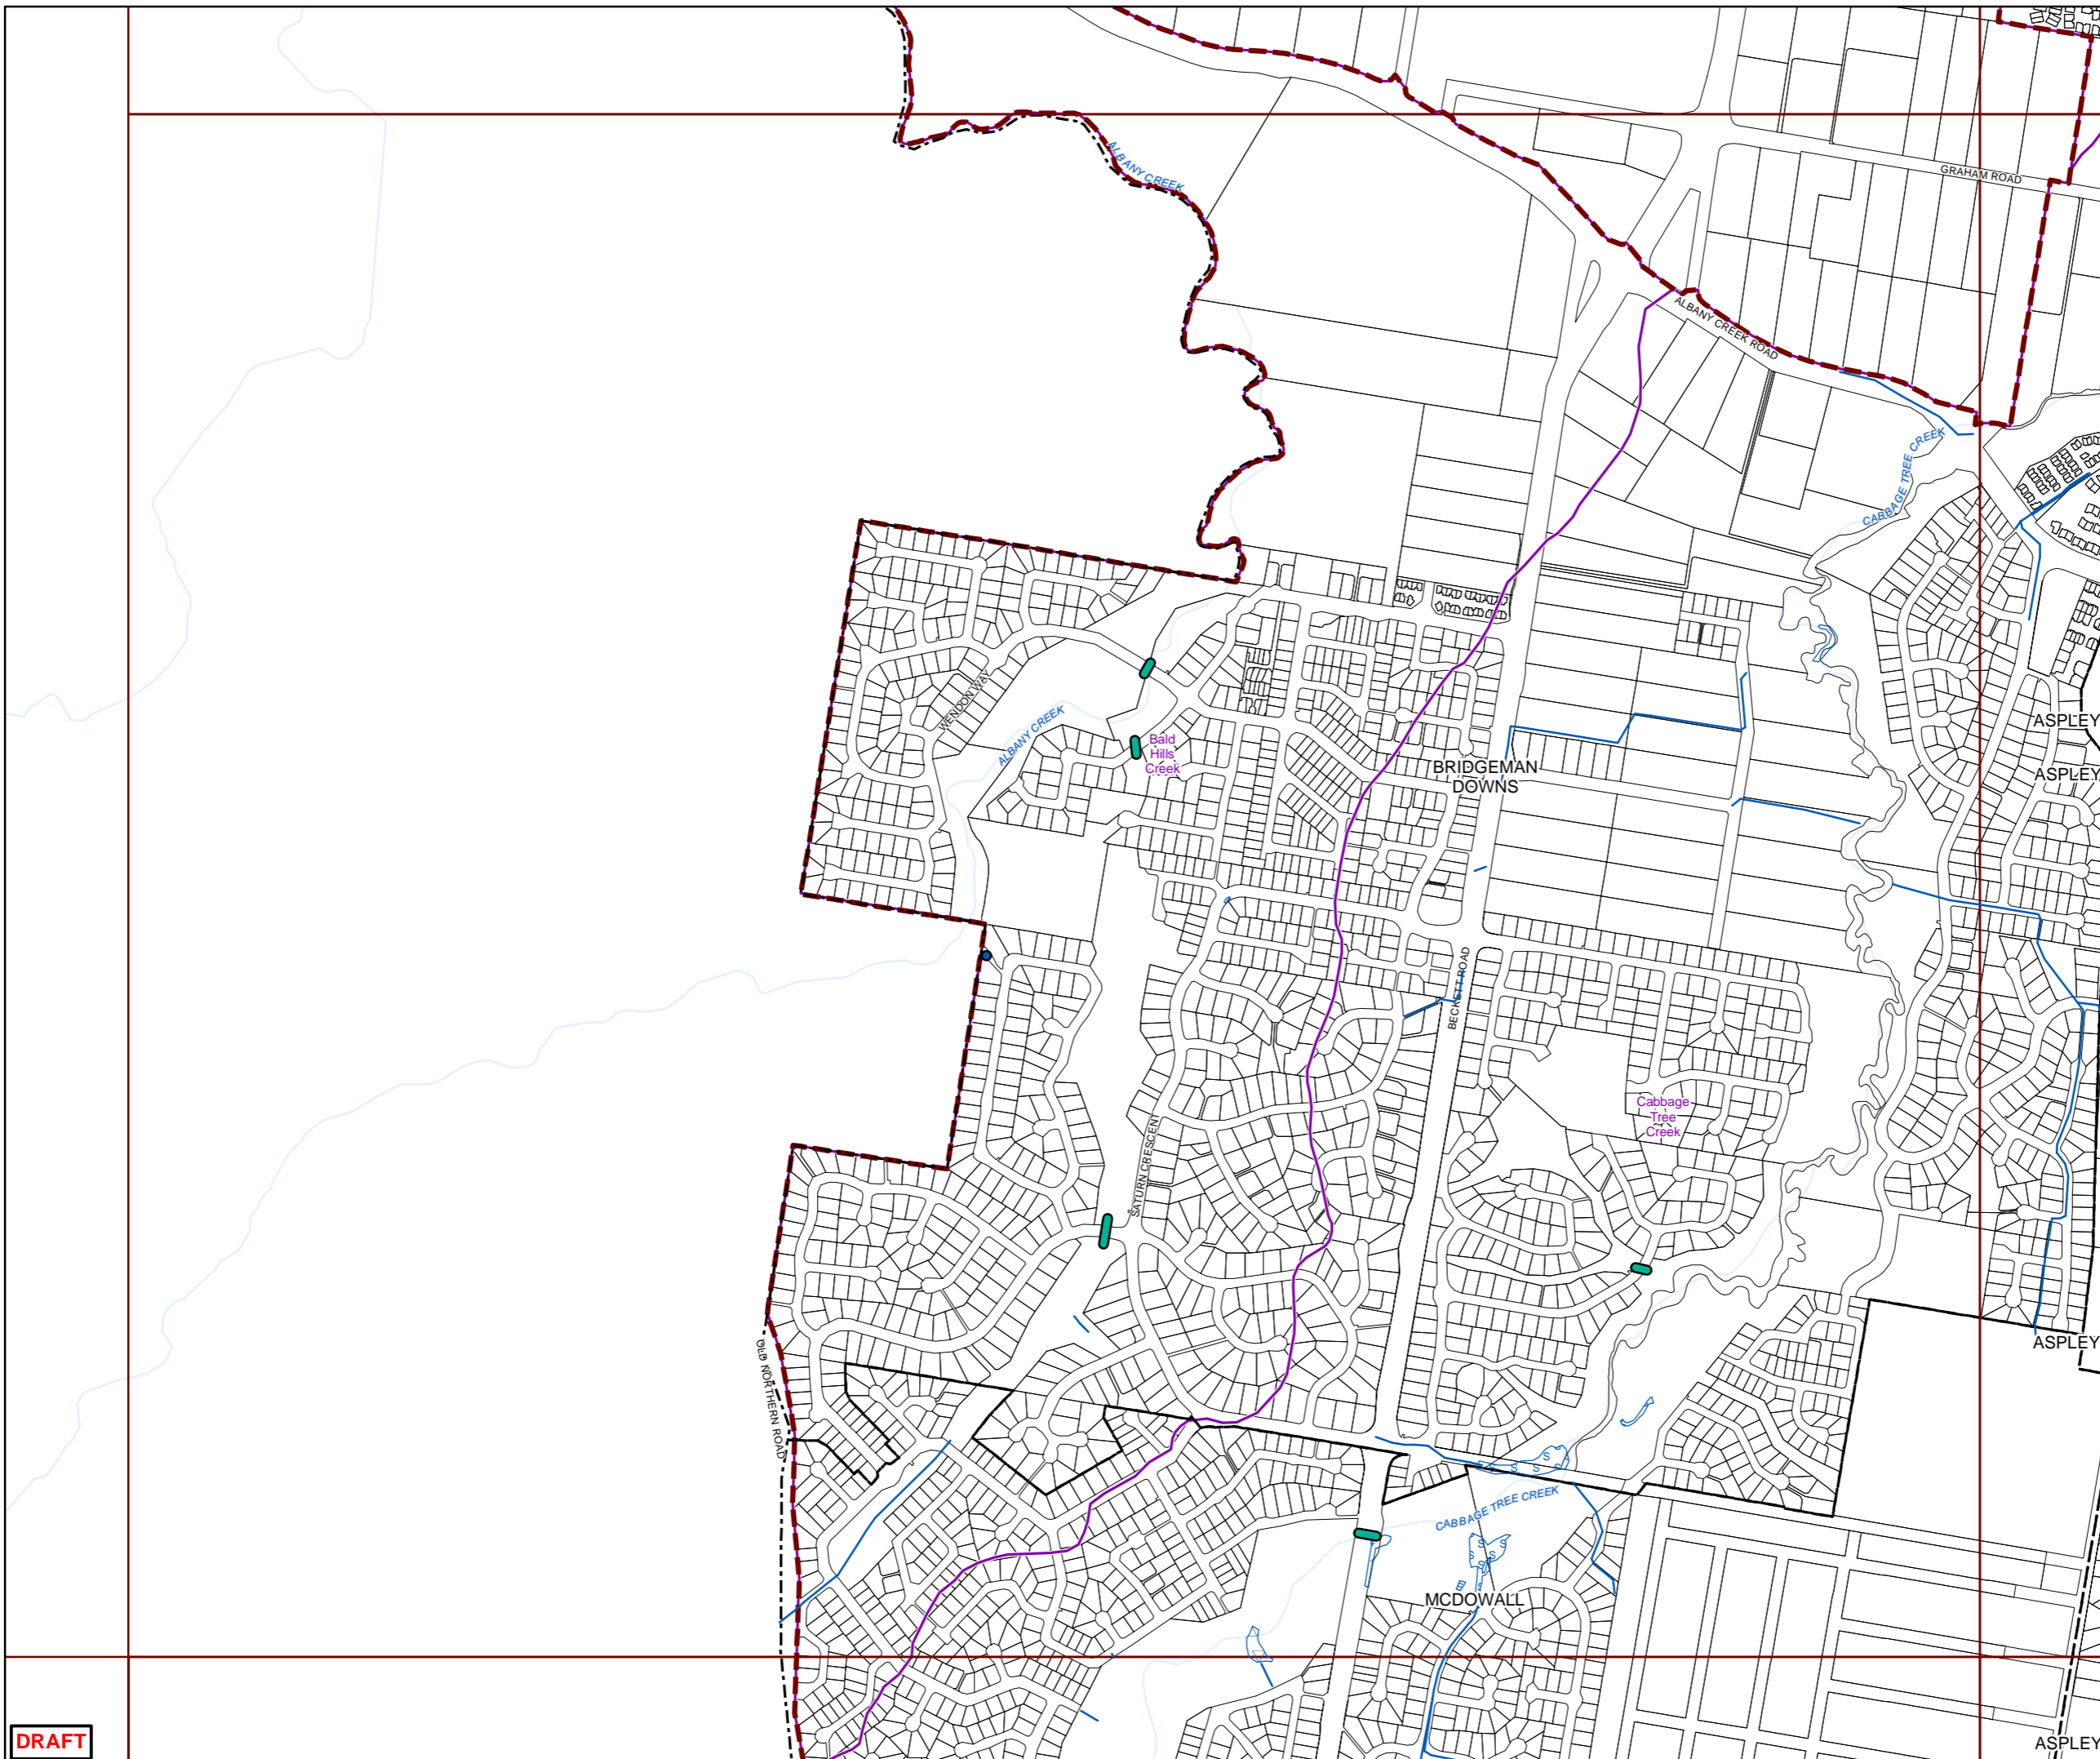 ALBANY CREEK
GRAHAM ROAD
ALBANY CREEK ROAD
CABBAGE TREE CREEK
WENDON WAY
ALBANY CREEK
Bald
Hills
Creek
BRIDGEMAN
DOWNS
ASPLEY
ASPLEY
BECKETT ROAD
Cabbage
Tree
Creek
SATURN CRESCENT
OLD NORTHERN ROAD
ASPLEY
S
S
S
S
CABBAGE TREE CREEK
S
S
S
S
S
MCDOWALL
DRAFT
ASPLEY